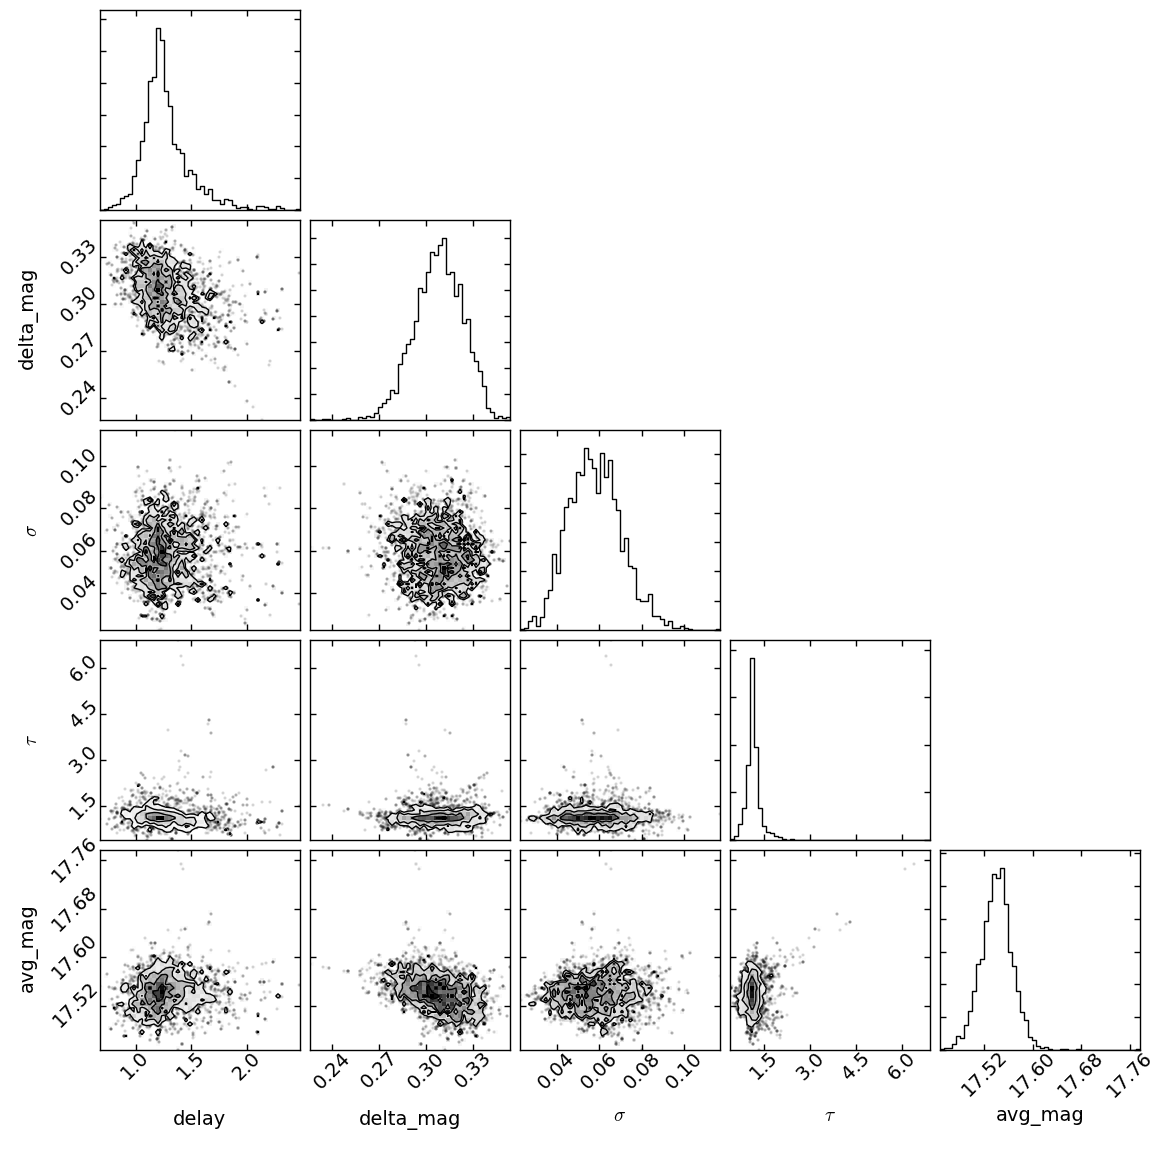 delta_mag
0.33
0.30
0.27
0.24
σ
0.10
0.08
0.06
0.04
τ
6.0
4.5
3.0
1.5
avg_mag
17.76
17.68
17.60
17.52
1.0 1.5 2.0
0.24 0.27 0.30 0.33
0.04 0.06 0.08 0.10
1.5 3.0 4.5 6.0
17.52 17.60 17.68 17.76
delay delta_mag σ τ avg_mag